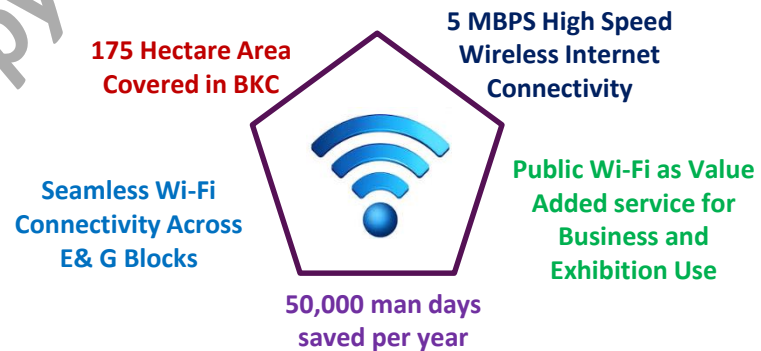 175 Hectare Area
Covered in BKC
5 MBPS High Speed
Wireless Internet
Connectivity
Seamless Wi-Fi
Connectivity Across
E& G Blocks
Public Wi-Fi as Value
Added service for
Business and
Exhibition Use
50,000 man days
saved per year